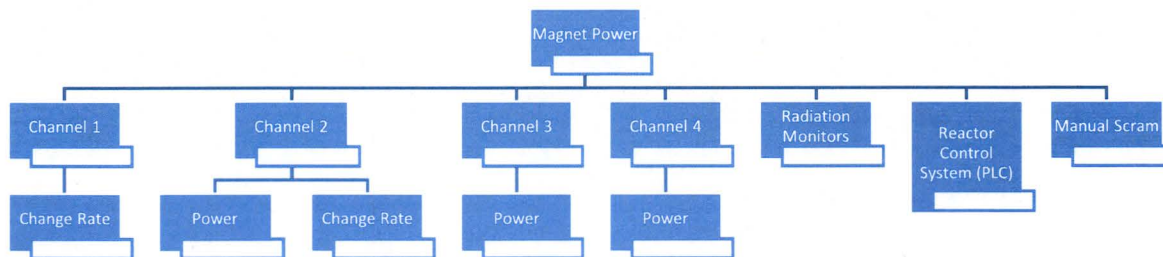 Magnet Power
Channel 1
Channel 2
Channel 3
Channel 4
Radiation
Monitors
Reactor
Control
System (PLC)
Manual Scram
Change Rate
Power
Change Rate
Power
Power